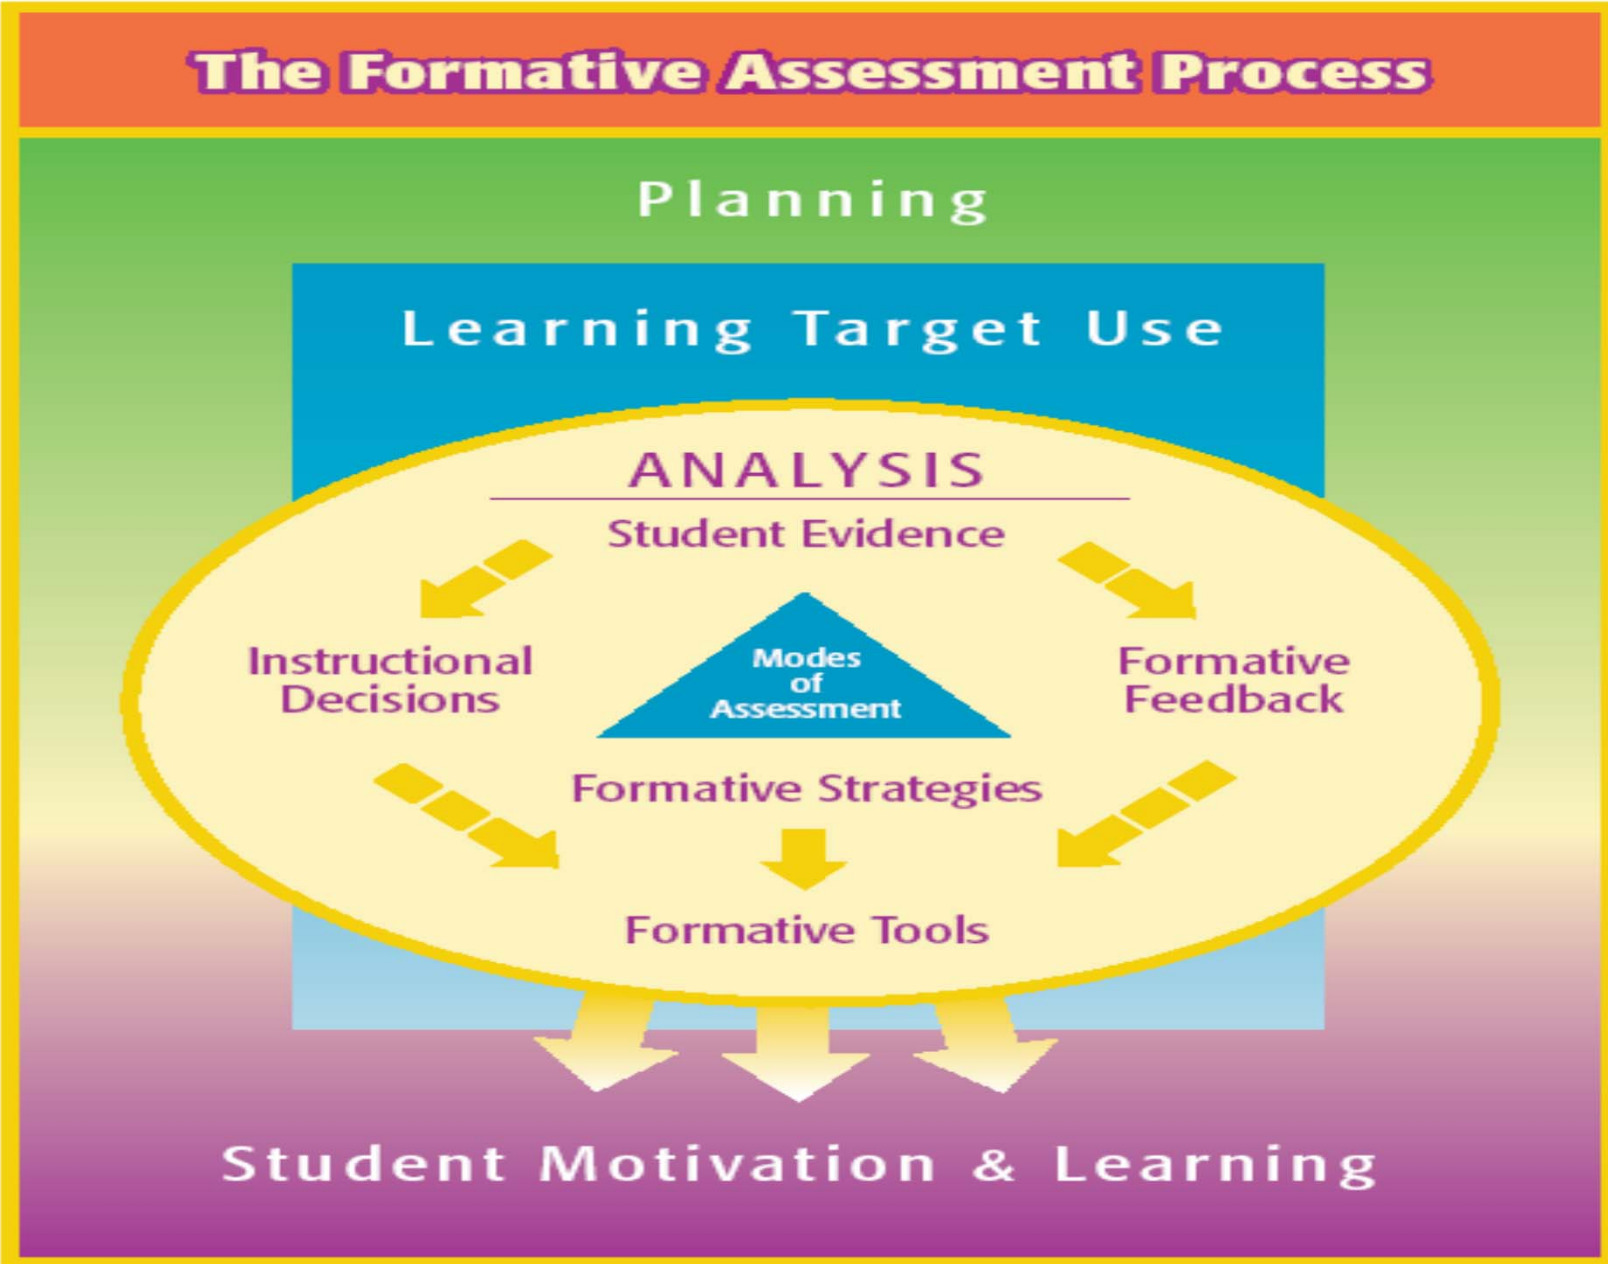 The Formative Assessment Process
Planning
Learning Target Use
ANALYSIS
Student Evidence
Instructional
Decisions
Modes
of
Assessment
Formative
Feedback
Formative Strategies
Formative Tools
Student Motivation & Learning